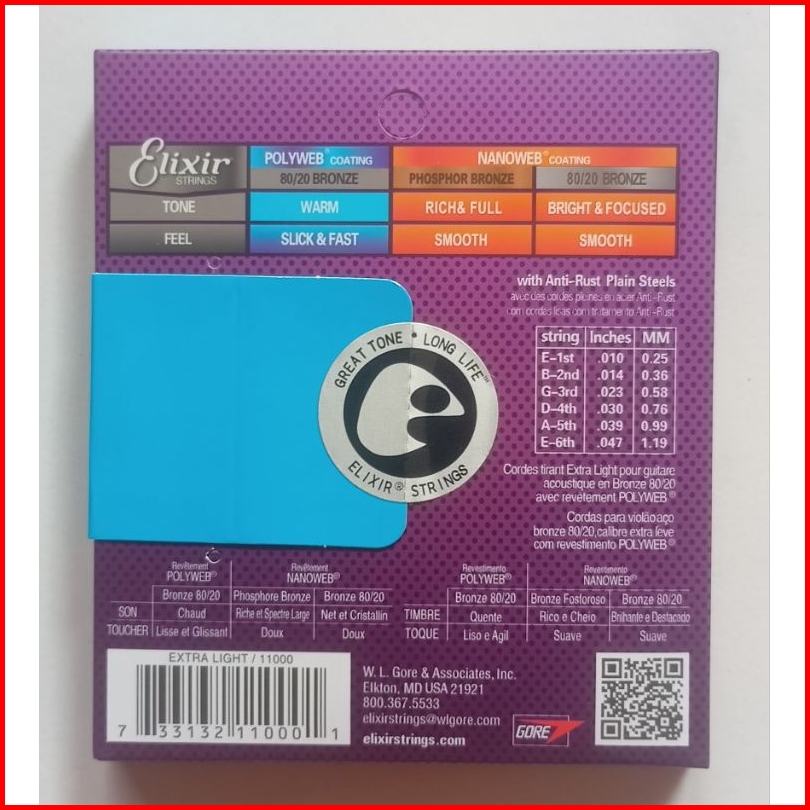 Elixir
STRINGS
POLYWEB® COATING
NANOWEB® COATING
80/20 BRONZE
PHOSPHOR BRONZE
80/20 BRONZE
TONE
WARM
RICH& FULL
BRIGHT & FOCUSED
FEEL
SLICK & FAST
SMOOTH
SMOOTH
with Anti-Rust Plain Steels
avec des cordes pleines en acier Anti-Rust
com cordas lisas com tratamento Anti-Rust
GREAT TONE • LONG LIFE™
ELIXIR® STRINGS
string Inches MM
E-1st .010 0.25
B-2nd .014 0.36
G-3rd .023 0.58
D-4th .030 0.76
A-5th .039 0.99
E-6th .047 1.19
Cordes tirant Extra Light pour guitare
acoustique en Bronze 80/20
avec revêtement POLYWEB®
Cordas para violão aço
bronze 80/20, calibre extra leve
com revestimento POLYWEB®
Revêtement
POLYWEB®
Revêtement
NANOWEB®
Bronze 80/20 Phosphore Bronze Bronze 80/20
SON Chaud Riche et Spectre Large Net et Cristallin
TOUCHER Lisse et Glissant Doux Doux
Revestimento
POLYWEB®
Revestimento
NANOWEB®
Bronze 80/20 Bronze Fostoroso Bronze 80/20
TIMBRE Quente Rico e Cheio Brilhante e Destacado
TOQUE Liso e Agil Suave Suave
EXTRA LIGHT / 11000
7 33132 11000 1
W. L. Gore & Associates, Inc.
Elkton, MD USA 21921
800.367.5533
elixirstrings@wlgore.com
elixirstrings.com
GORE